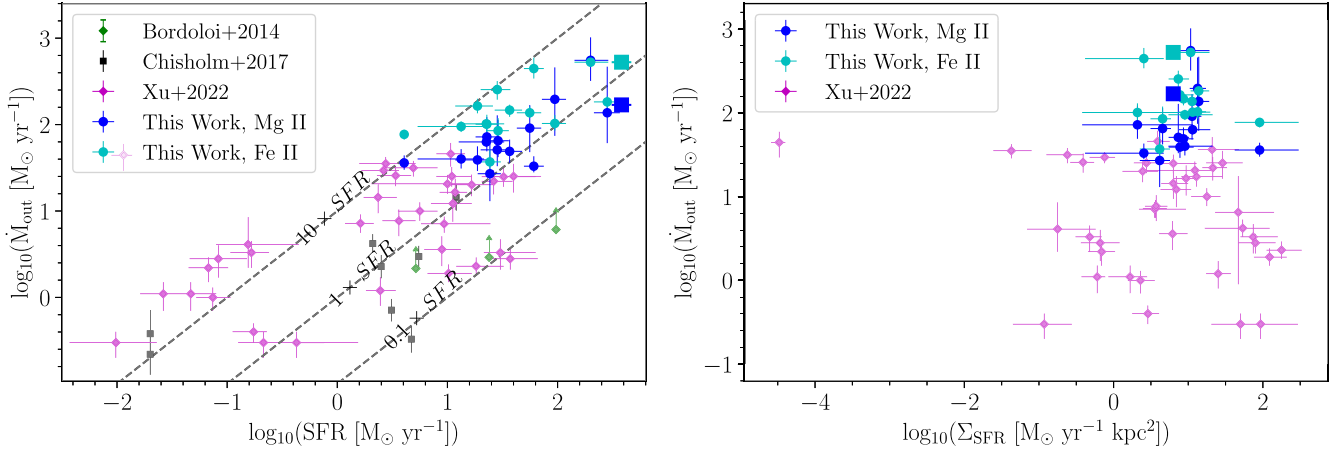 Bordoloi+2014
Chisholm+2017
Xu+2022
This Work, Mg II
This Work, Fe II
10 + SFR
1 + SFR
0.1 + SFR
3
2
1
0
−2 −1 0 1 2
log₁₀(Ṁout [M⊙ yr⁻¹])
log₁₀(SFR [M⊙ yr⁻¹])
This Work, Mg II
This Work, Fe II
Xu+2022
3
2
1
0
−1
−4 −2 0 2
log₁₀(Ṁout [M⊙ yr⁻¹])
log₁₀(ΣSFR [M⊙ yr⁻¹ kpc²])